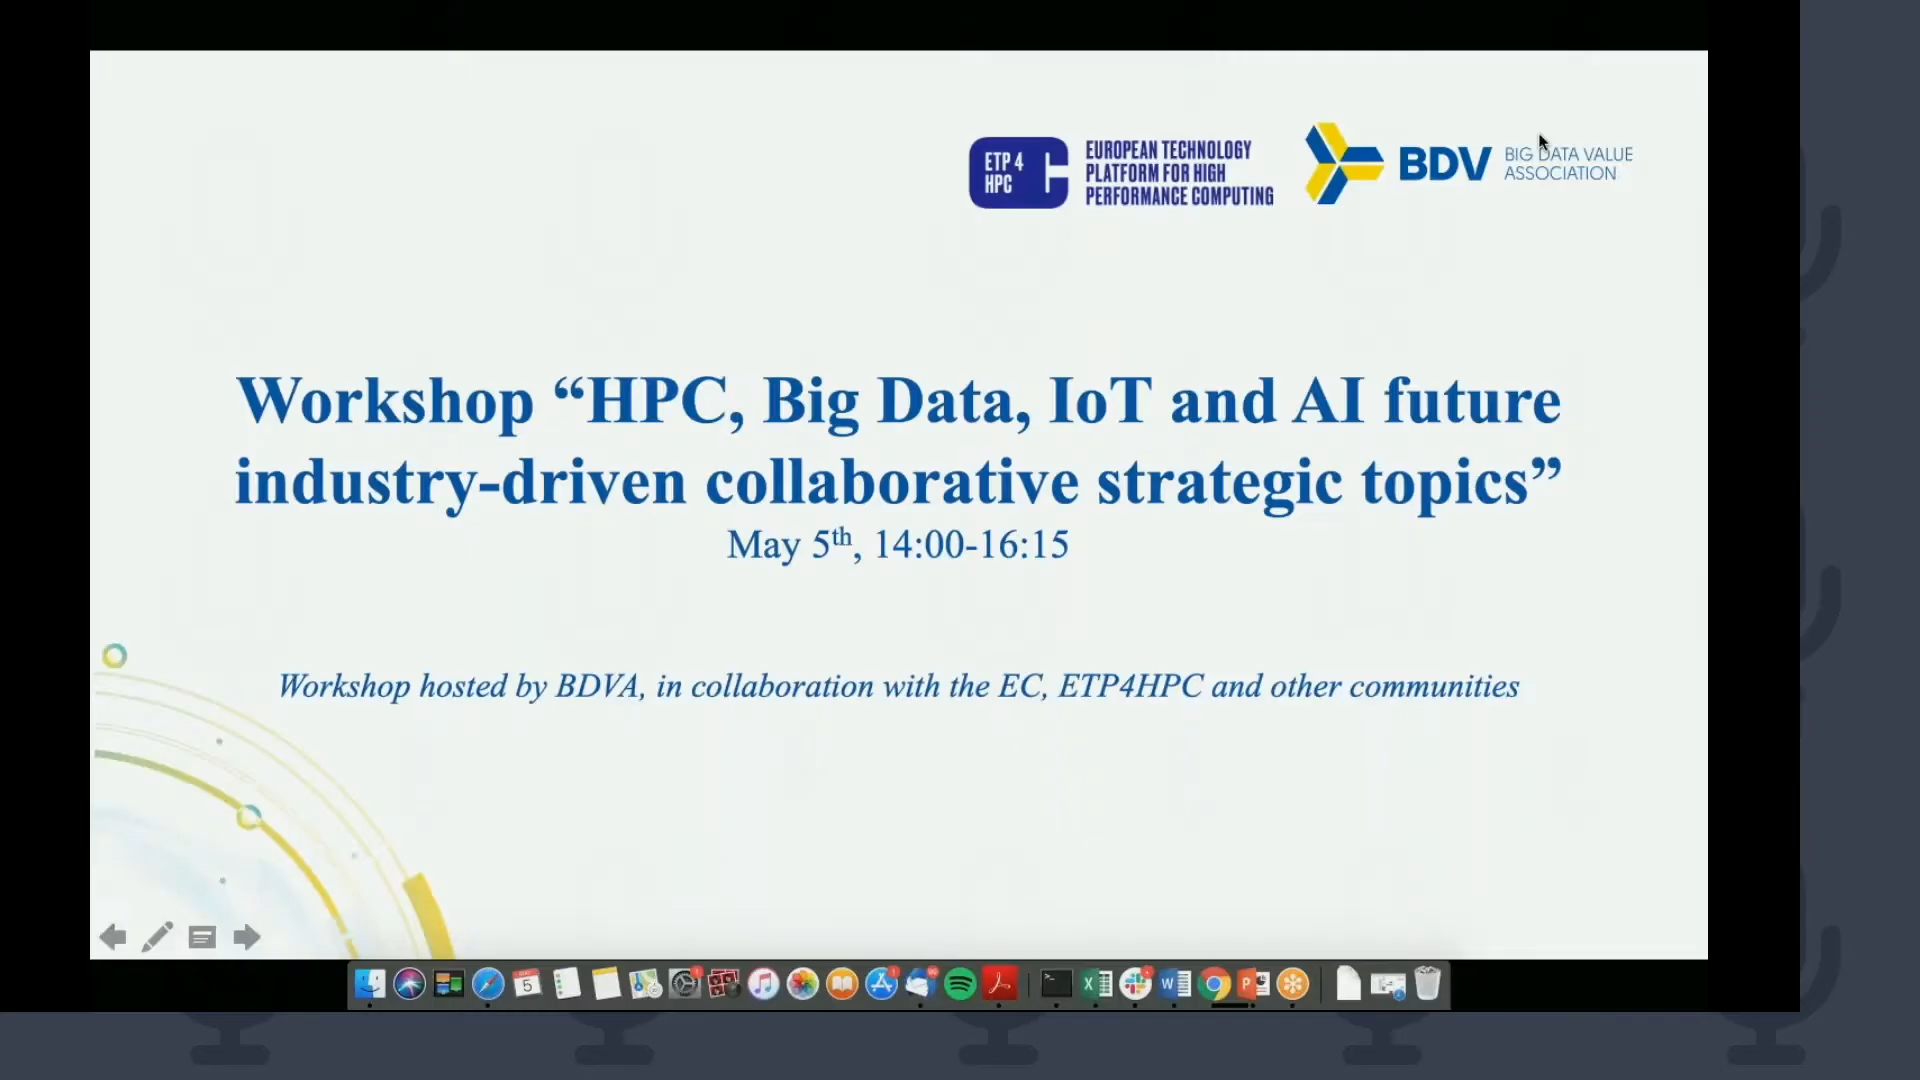 ETP 4
HPC
EUROPEAN TECHNOLOGY
PLATFORM FOR HIGH
PERFORMANCE COMPUTING
BDV
BIG DATA VALUE
ASSOCIATION
Workshop “HPC, Big Data, IoT and AI future
industry-driven collaborative strategic topics”
May 5th, 14:00-16:15
Workshop hosted by BDVA, in collaboration with the EC, ETP4HPC and other communities
5